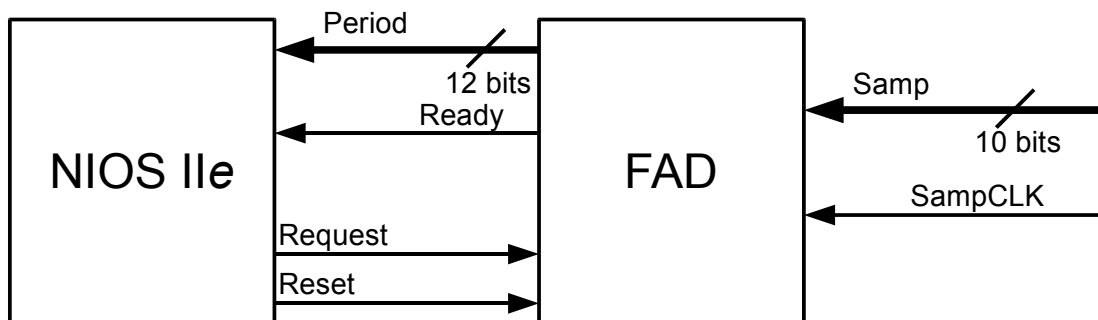 Period
12 bits
Ready
NIOS IIe
Request
Reset
FAD
Samp
10 bits
SampCLK